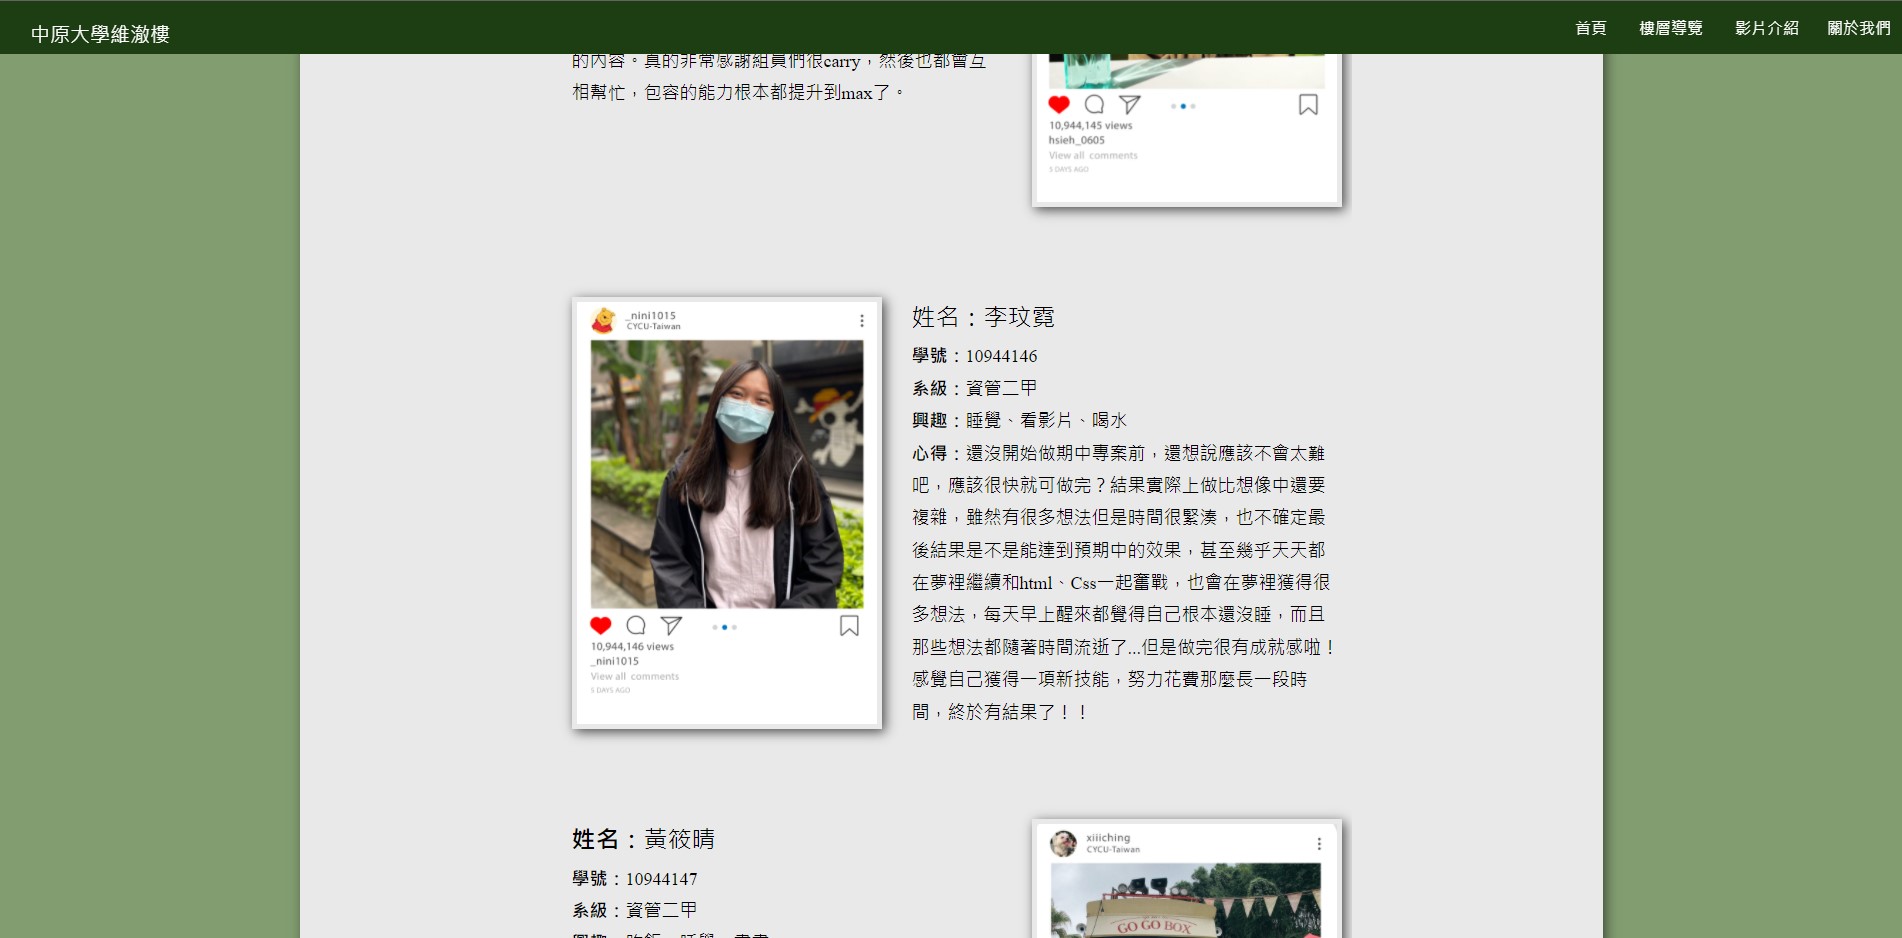 中原大學維澈樓
首頁 樓層導覽 影片介紹 關於我們
的內容。真的非常感謝組員們很carry，然後也都會互
相幫忙，包容的能力根本都提升到max了。
10,944,145 views
hsieh_0605
View all comments
5 DAYS AGO
_nini1015
CYCU-Taiwan
10,944,146 views
_nini1015
View all comments
5 DAYS AGO
姓名：李玟霓
學號：10944146
系級：資管二甲
興趣：睡覺、看影片、喝水
心得：還沒開始做期中專案前，還想說應該不會太難
吧，應該很快就可做完？結果實際上做比想像中還要
複雜，雖然有很多想法但是時間很緊湊，也不確定最
後結果是不是能達到預期中的效果，甚至幾乎天天都
在夢裡繼續和html、Css一起奮戰，也會在夢裡獲得很
多想法，每天早上醒來都覺得自己根本還沒睡，而且
那些想法都隨著時間流逝了...但是做完很有成就感啦！
感覺自己獲得一項新技能，努力花費那麼長一段時
間，終於有結果了！！
姓名：黃筱晴
學號：10944147
系級：資管二甲
xiiiching
CYCU-Taiwan
GO GO BOX